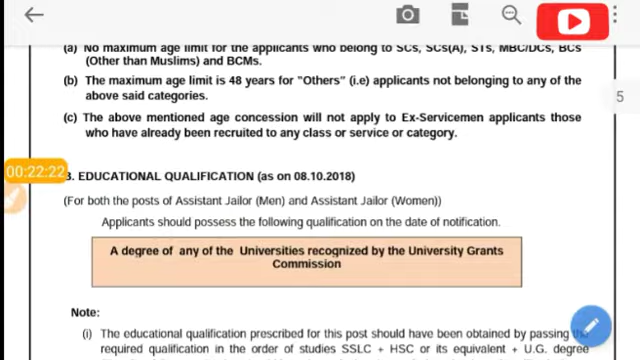 (a) No maximum age limit for the applicants who belong to SCs, SCs(A), STs, MBC/DCs, BCs
(Other than Muslims) and BCMs.
(b) The maximum age limit is 48 years for "Others" (i.e) applicants not belonging to any of the
above said categories.
5
(c) The above mentioned age concession will not apply to Ex-Servicemen applicants those
who have already been recruited to any class or service or category.
00:22:22
. EDUCATIONAL QUALIFICATION (as on 08.10.2018)
(For both the posts of Assistant Jailor (Men) and Assistant Jailor (Women))
Applicants should possess the following qualification on the date of notification.
A degree of any of the Universities recognized by the University Grants
Commission
Note:
(i) The educational qualification prescribed for this post should have been obtained by passing the
required qualification in the order of studies SSLC + HSC or its equivalent + U.G. degree